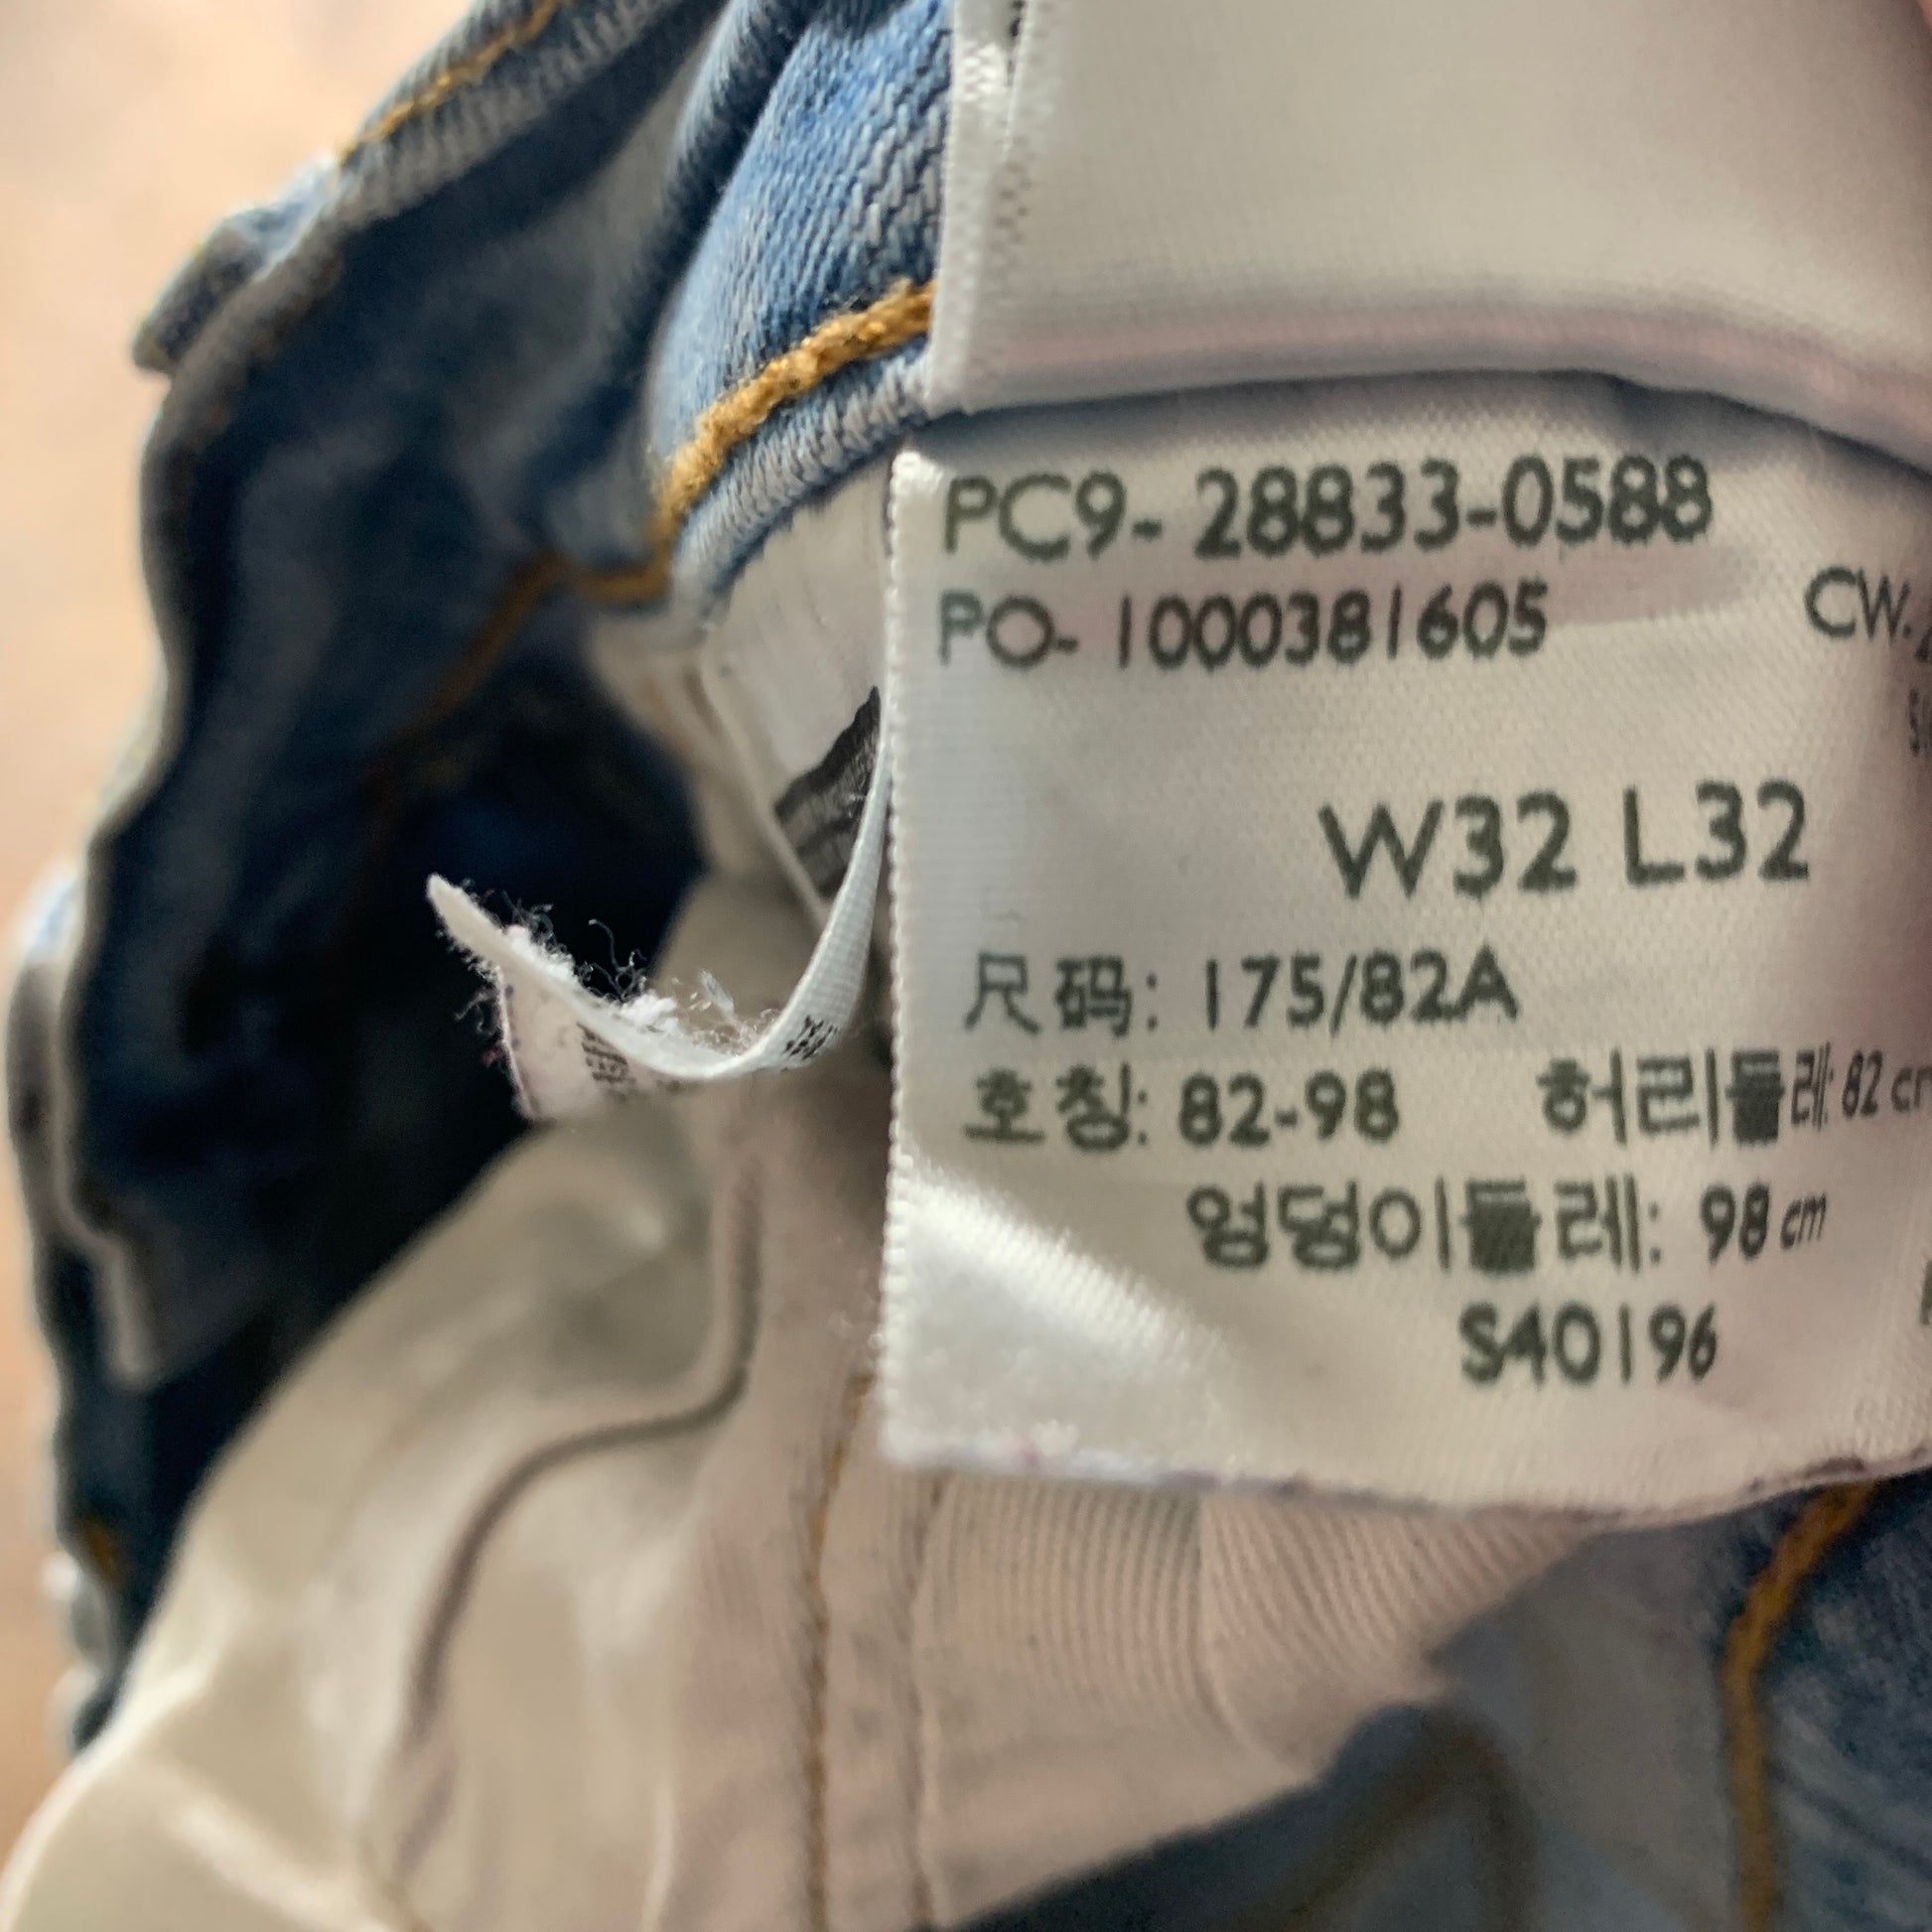 PC9- 28833-0588
PO- 1000381605
CW.
W32 L32
尺码: 175/82A
호칭: 82-98 허리둘레: 82 cm
엉덩이둘레: 98 cm
S40196